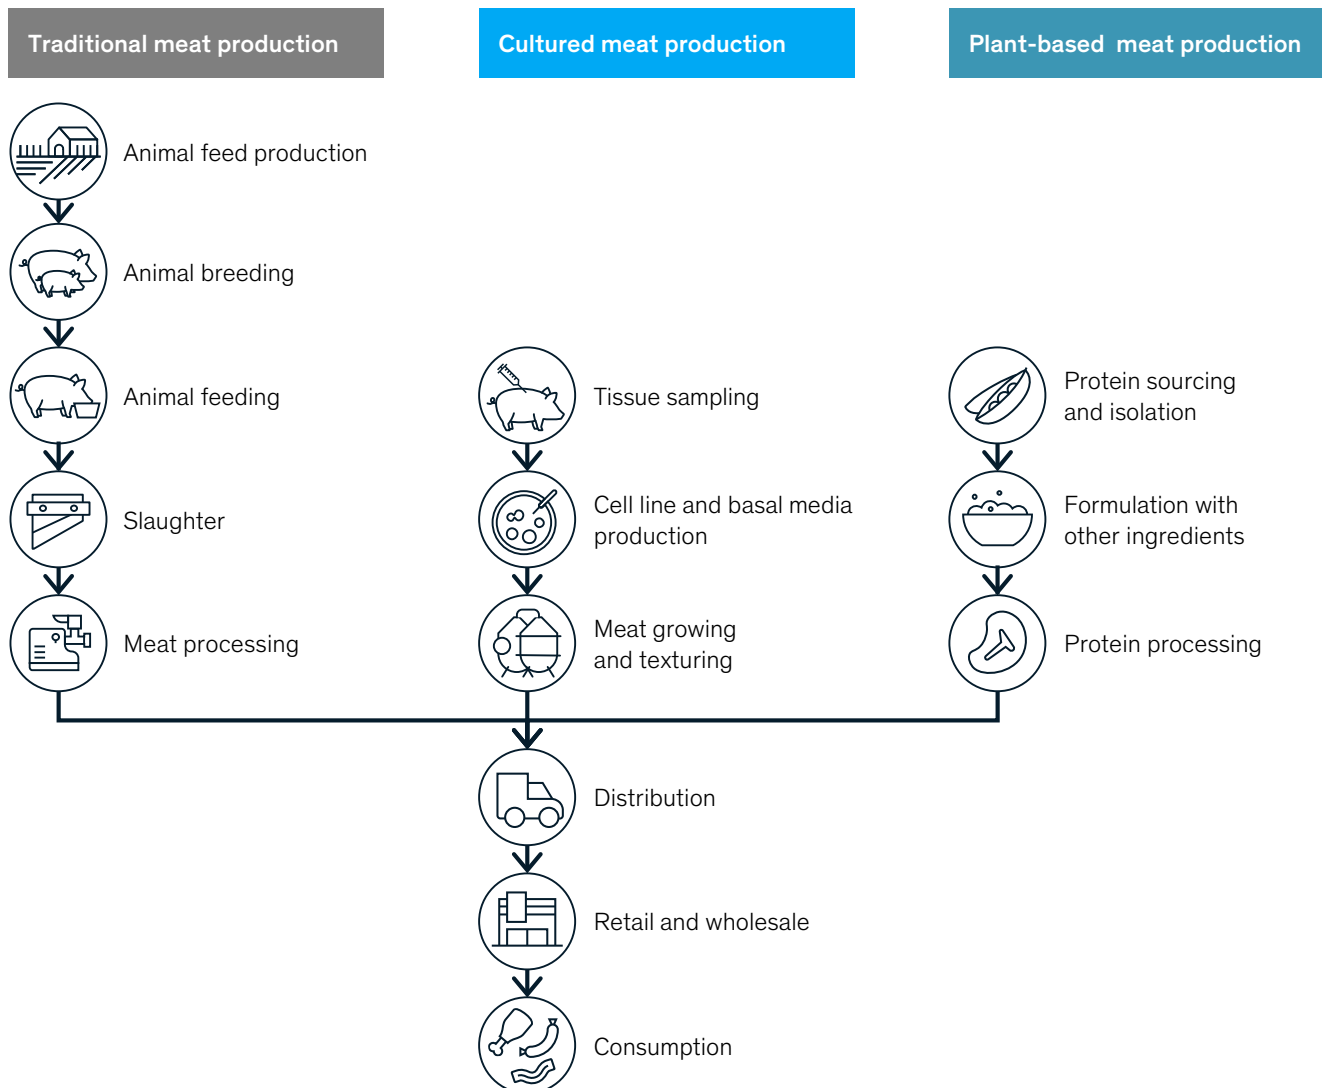 Traditional meat production
Cultured meat production
Plant-based meat production
Animal feed production
Animal breeding
Animal feeding
Slaughter
Meat processing
Tissue sampling
Cell line and basal media
production
Meat growing
and texturing
Protein sourcing
and isolation
Formulation with
other ingredients
Protein processing
Distribution
Retail and wholesale
Consumption